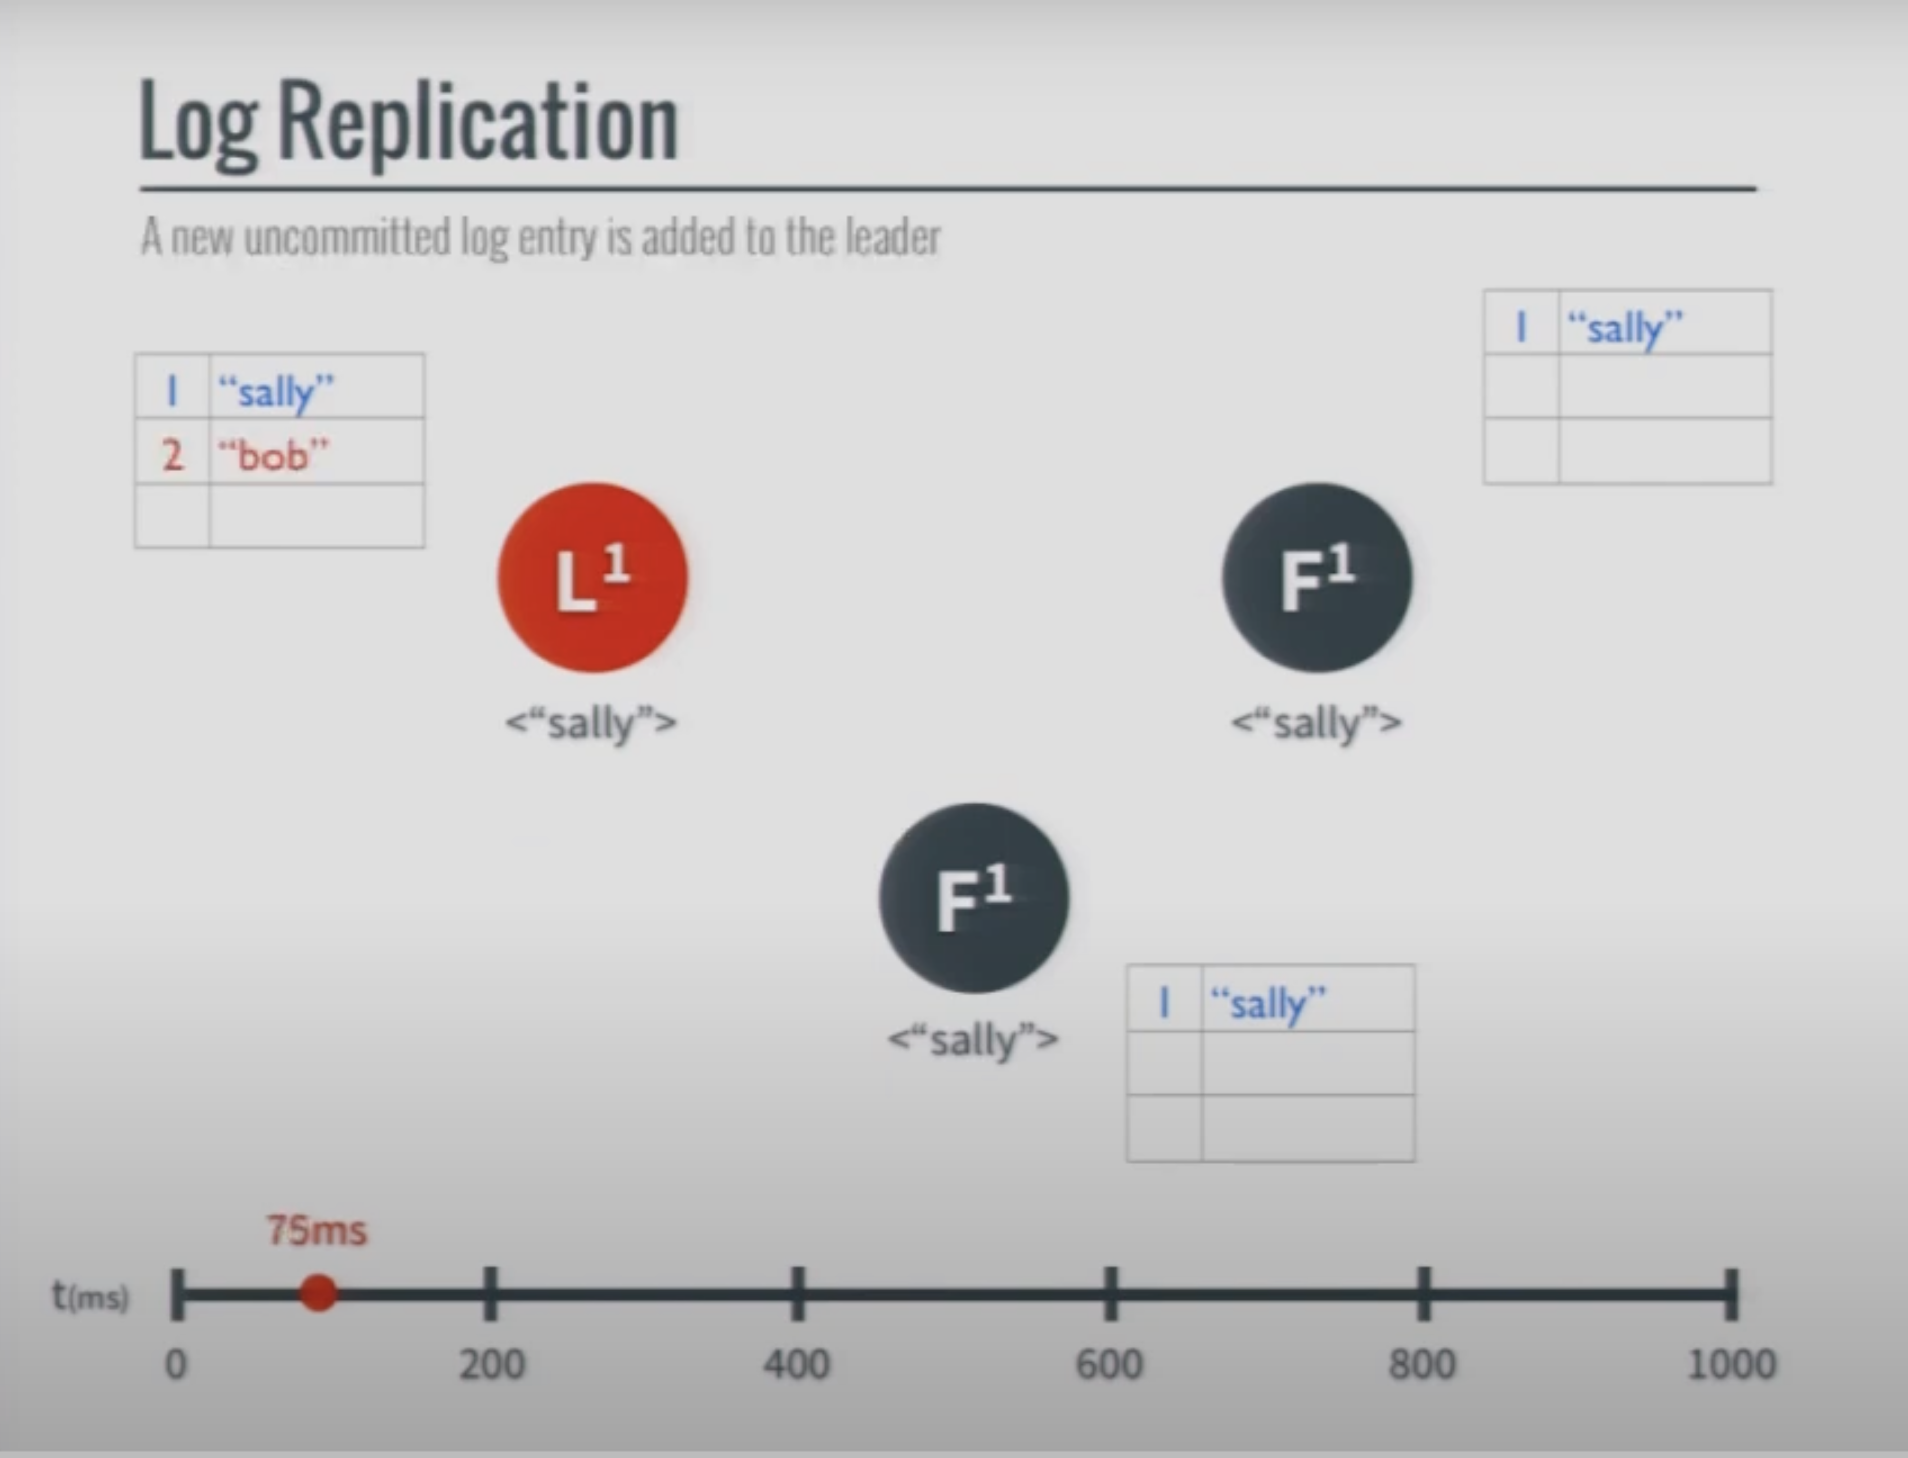 Log Replication
A new uncommitted log entry is added to the leader
1 “sally”
1 “sally”
2 “bob”
L¹
F¹
<“sally”>
<“sally”>
F¹
<“sally”>
1 “sally”
75ms
t(ms)
0 200 400 600 800 1000